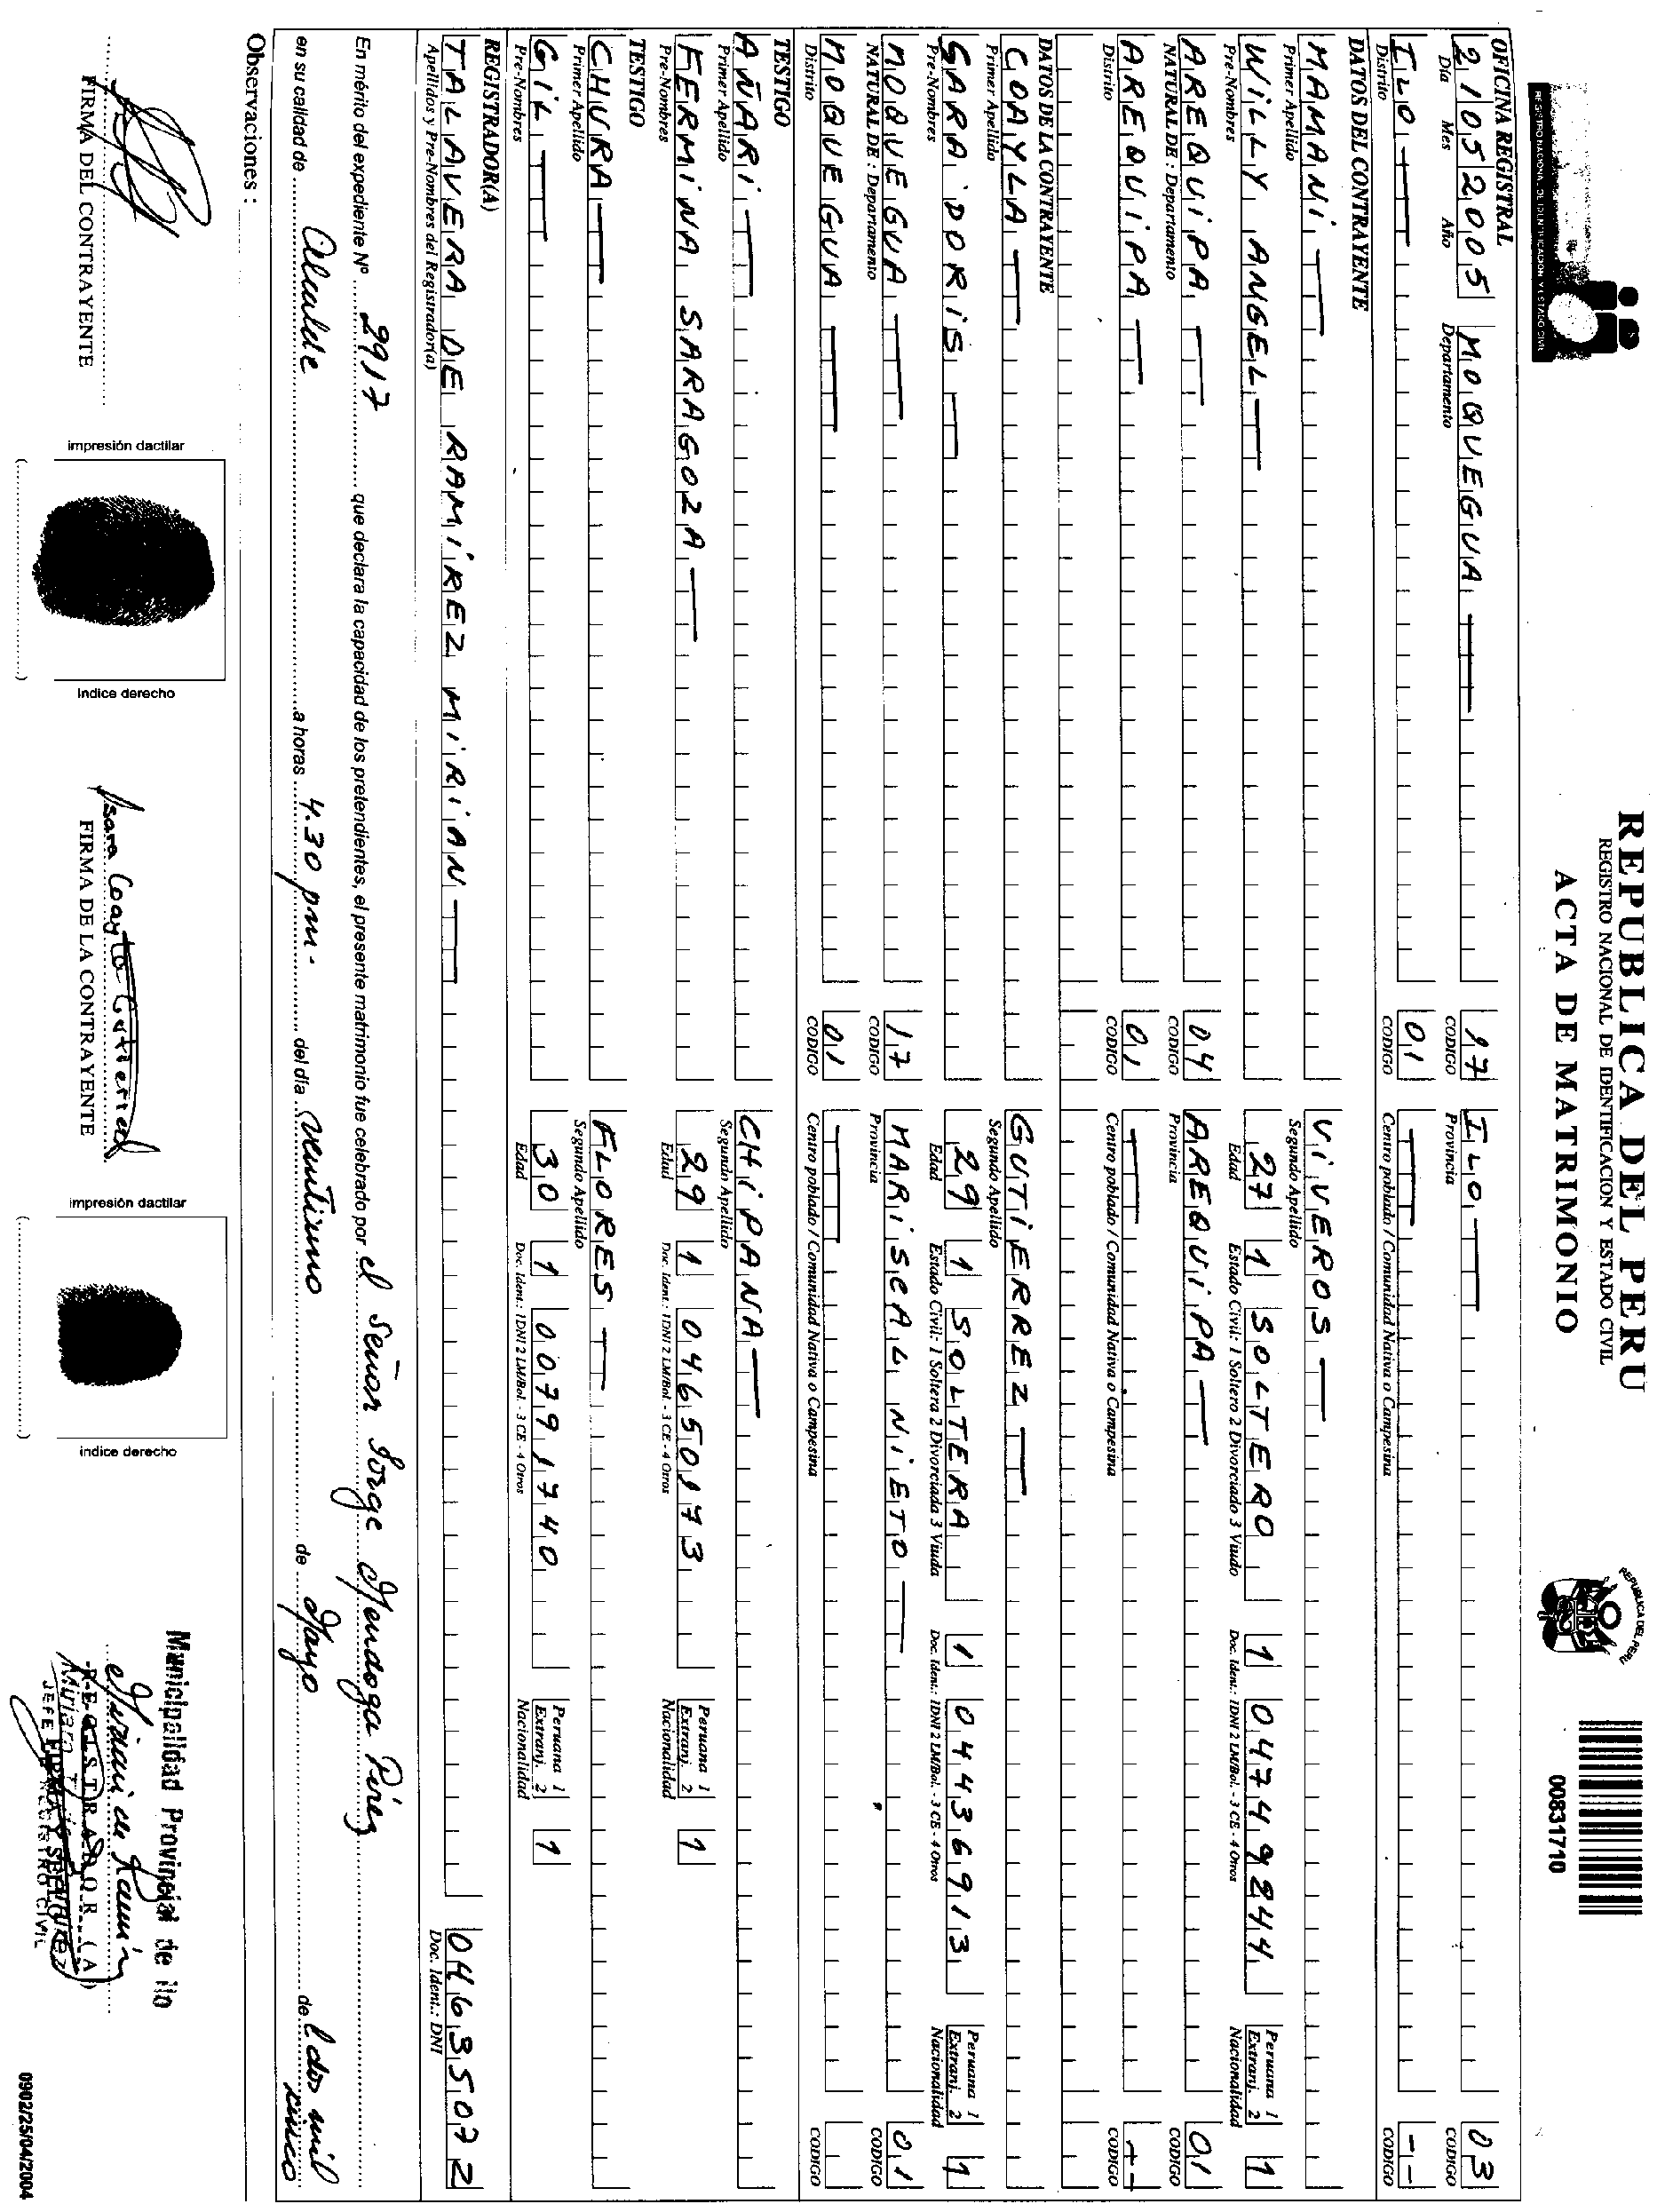 REPUBLICA DEL PERU
REGISTRO NACIONAL DE IDENTIFICACION Y ESTADO CIVIL
ACTA DE MATRIMONIO
REGISTRO NACIONAL DE IDENTIFICACION Y ESTADO CIVIL
REPUBLICA DEL PERU
00831710
OFICINA REGISTRAL
21 05 2005 MOQUEGUA 17 ILO 03
Día Mes Año Departamento CODIGO Provincia CODIGO
ILO 01 --
Distrito CODIGO Centro poblado / Comunidad Nativa o Campesina CODIGO
DATOS DEL CONTRAYENTE
MAMANI VIVEROS
Primer Apellido Segundo Apellido
WILLY ANGEL 27 1 SOLTERO 1 04749244 Peruana 1 Extranj. 2 1
Pre-Nombres Edad Estado Civil: 1 Soltero 2 Divorciado 3 Viudo Doc. Ident.: 1DNI 2 LM/Bol. - 3 CE - 4 Otros Nacionalidad
AREQUIPA 04 AREQUIPA 01
NATURAL DE : Departamento CODIGO Provincia CODIGO
AREQUIPA 01 --
Distrito CODIGO Centro poblado / Comunidad Nativa o Campesina CODIGO
DATOS DE LA CONTRAYENTE
COAYLA GUTIERREZ
Primer Apellido Segundo Apellido
SARA DORIS 29 1 SOLTERA 1 04436913 Peruana 1 Extranj. 2 1
Pre-Nombres Edad Estado Civil: 1 Soltera 2 Divorciada 3 Viuda Doc. Ident.: 1DNI 2 LM/Bol. - 3 CE - 4 Otros Nacionalidad
MOQUEGUA 17 MARISCAL NIETO 01
NATURAL DE : Departamento CODIGO Provincia CODIGO
MOQUEGUA 01
Distrito CODIGO Centro poblado / Comunidad Nativa o Campesina CODIGO
TESTIGO
AÑARI CHIPANA
Primer Apellido Segundo Apellido
FERMINA SARAGOZA 29 1 04650173 Peruana 1 Extranj. 2 1
Pre-Nombres Edad Doc. Ident.: 1DNI 2 LM/Bol. - 3 CE - 4 Otros Nacionalidad
TESTIGO
CHURA FLORES
Primer Apellido Segundo Apellido
GIL 30 1 00791740 Peruana 1 Extranj. 2 1
Pre-Nombres Edad Doc. Ident.: 1DNI 2 LM/Bol. - 3 CE - 4 Otros Nacionalidad
REGISTRADOR(A)
TALAVERA DE RAMIREZ MIRIAN 04635072
Apellidos y Pre-Nombres del Registrador(a) Doc. Ident.: DNI
En mérito del expediente Nº 2917 que declara la capacidad de los pretendientes, el presente matrimonio fue celebrado por el Señor Jorge Mendoza Pérez
en su calidad de Alcalde a horas 4.30 pm. del día veintiuno de Mayo de l dos mil cinco
Observaciones :
FIRMA DEL CONTRAYENTE
impresión dactilar
índice derecho
Sara Coayla Gutierrez
FIRMA DE LA CONTRAYENTE
impresión dactilar
índice derecho
Municipalidad Provincial de Ilo
REGISTRADOR (A)
FIRMA Y SELLO
JEFE REGISTRO CIVIL
0902/25/04/2004